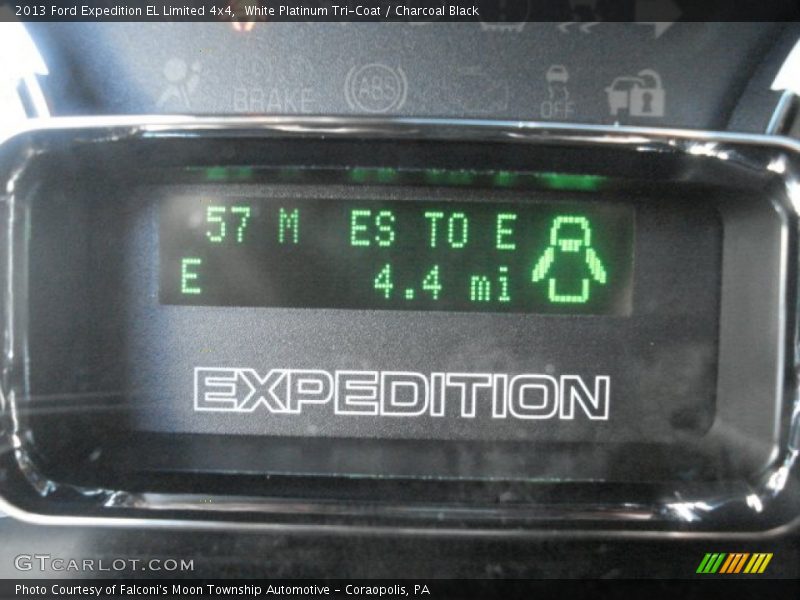 2013 Ford Expedition EL Limited 4x4,  White Platinum Tri-Coat / Charcoal Black
BRAKE
ABS
OFF
57 M ES TO E
E 4.4 mi
EXPEDITION
GTCARLOT.COM
Photo Courtesy of Falconi's Moon Township Automotive - Coraopolis, PA